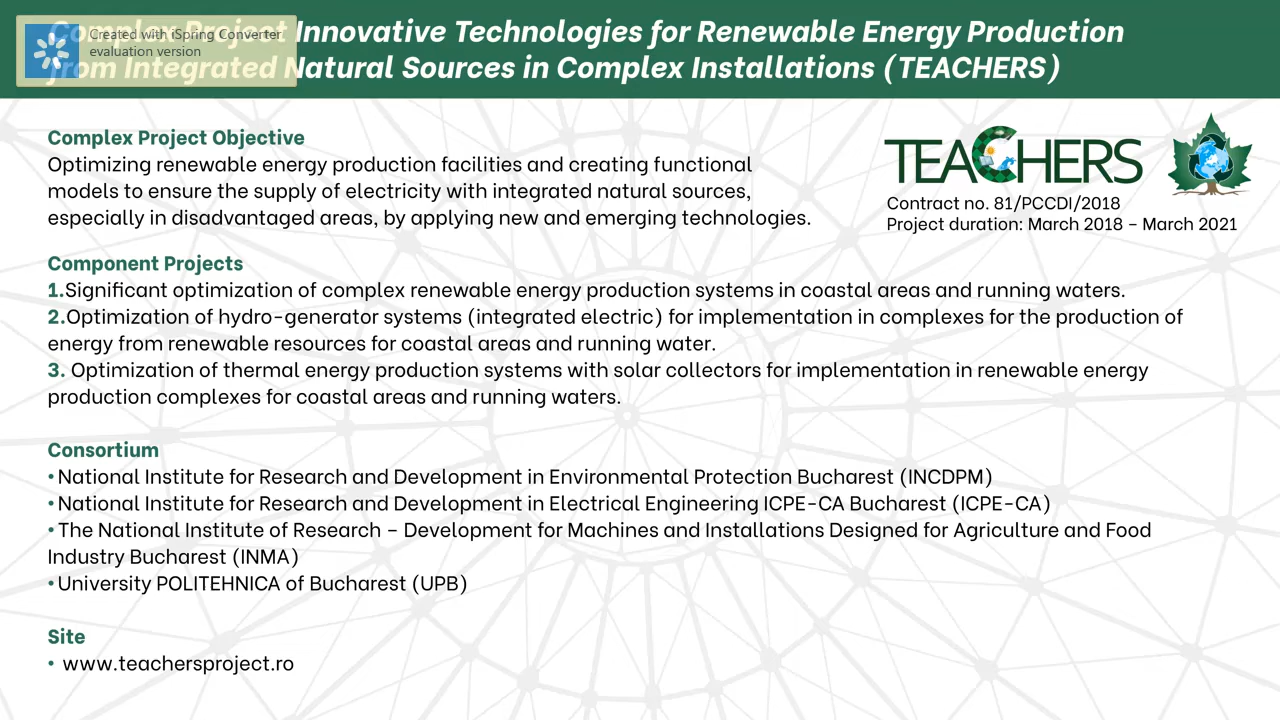 Complex Project Innovative Technologies for Renewable Energy Production
from Integrated Natural Sources in Complex Installations (TEACHERS)
Created with iSpring Converter
evaluation version
Complex Project Objective
Optimizing renewable energy production facilities and creating functional
models to ensure the supply of electricity with integrated natural sources,
especially in disadvantaged areas, by applying new and emerging technologies.
TEACHERS
Contract no. 81/PCCDI/2018
Project duration: March 2018 – March 2021
Component Projects
1.Significant optimization of complex renewable energy production systems in coastal areas and running waters.
2.Optimization of hydro-generator systems (integrated electric) for implementation in complexes for the production of
energy from renewable resources for coastal areas and running water.
3. Optimization of thermal energy production systems with solar collectors for implementation in renewable energy
production complexes for coastal areas and running waters.
Consortium
• National Institute for Research and Development in Environmental Protection Bucharest (INCDPM)
• National Institute for Research and Development in Electrical Engineering ICPE-CA Bucharest (ICPE-CA)
• The National Institute of Research – Development for Machines and Installations Designed for Agriculture and Food
Industry Bucharest (INMA)
• University POLITEHNICA of Bucharest (UPB)
Site
• www.teachersproject.ro